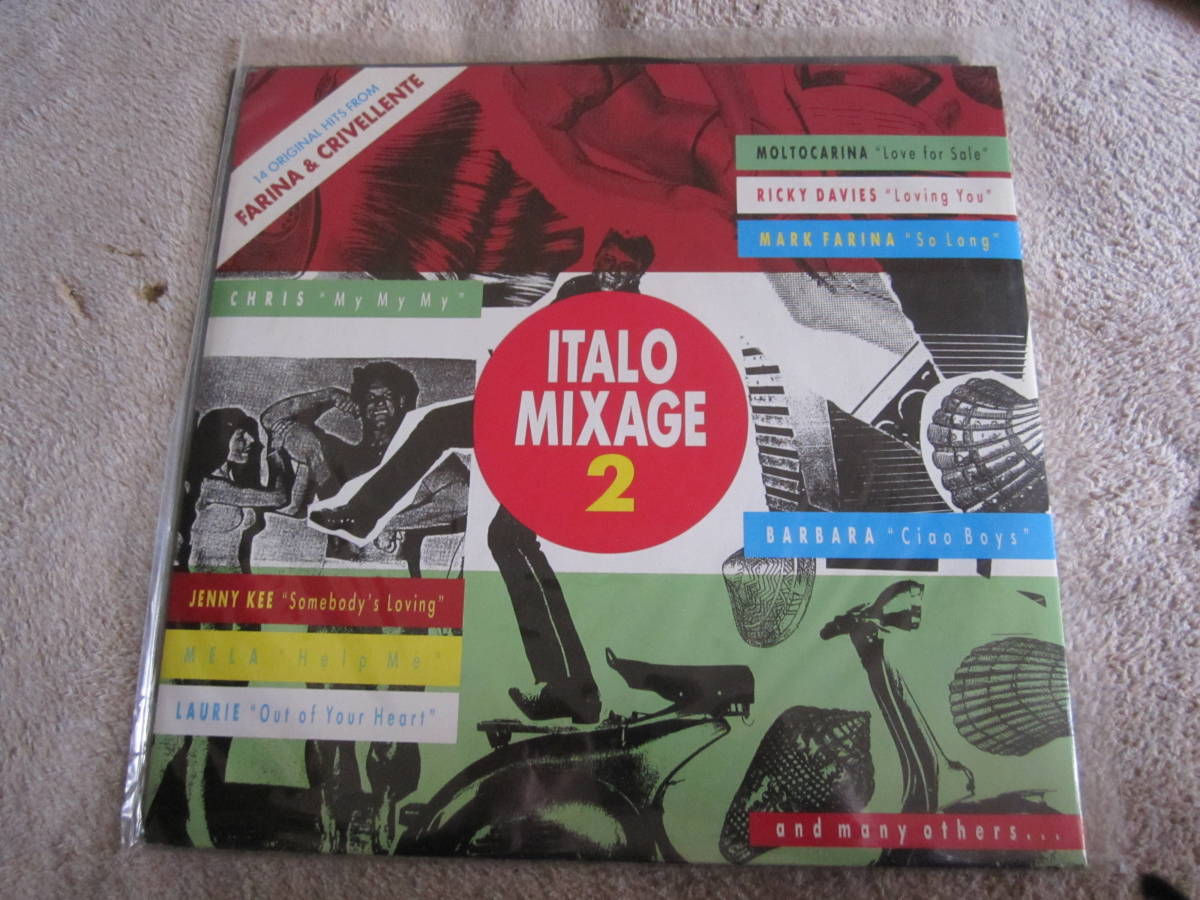 14 ORIGINAL HITS FROM
FARINA & CRIVELLENTE
MOLTOCARINA "Love for Sale"
RICKY DAVIES "Loving You"
MARK FARINA "So Long"
CHRIS "My My My"
ITALO
MIXAGE
2
BARBARA "Ciao Boys"
JENNY KEE "Somebody's Loving"
MELA "Help Me"
LAURIE "Out of Your Heart"
and many others...